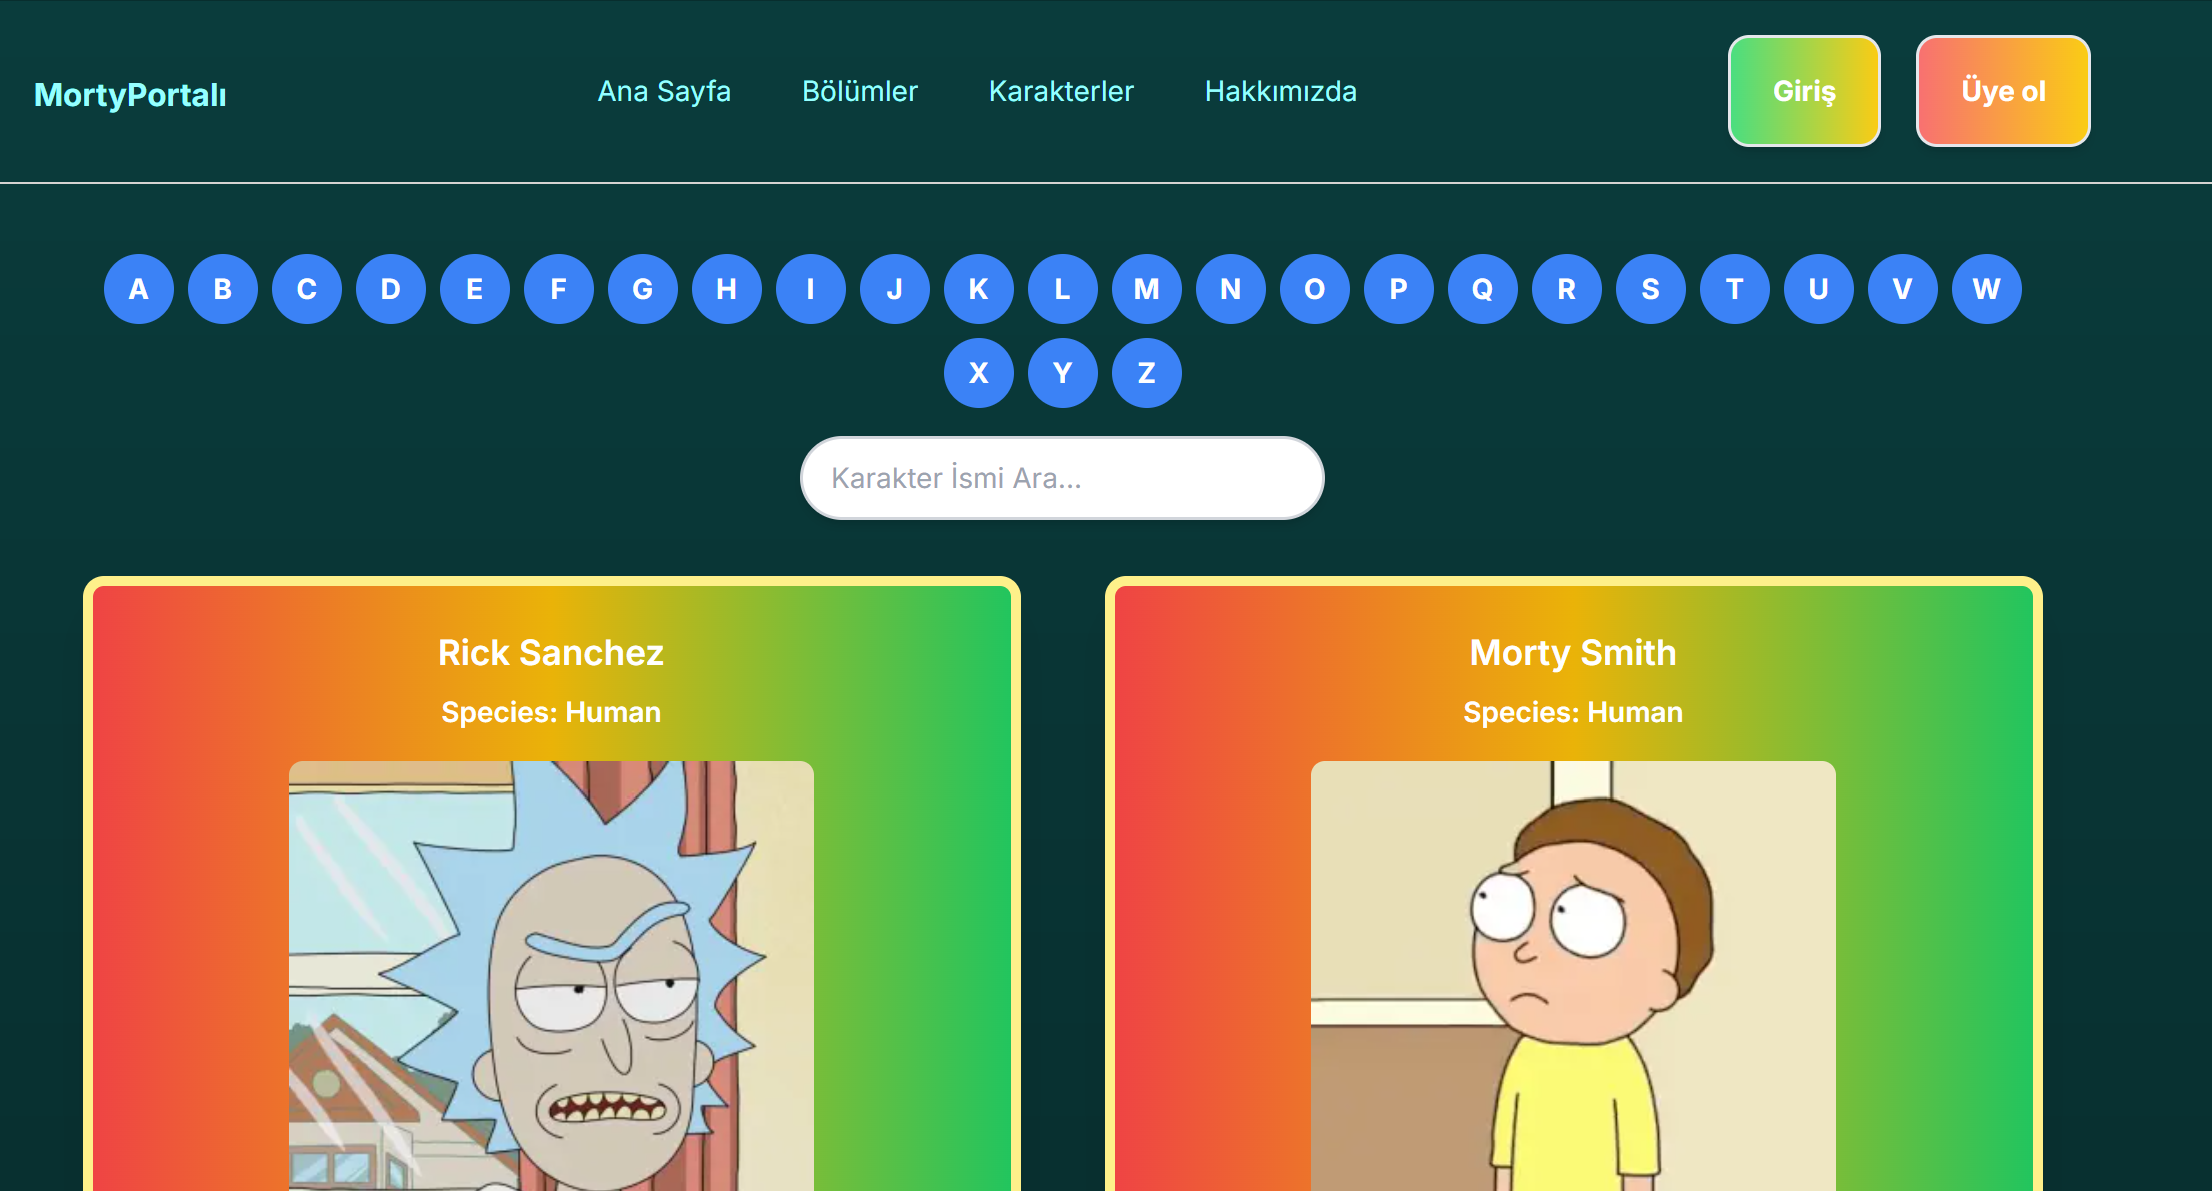 MortyPortalı
Ana Sayfa Bölümler Karakterler Hakkımızda
Giriş Üye ol
A B C D E F G H I J K L M N O P Q R S T U V W
X Y Z
Karakter İsmi Ara...
Rick Sanchez
Species: Human
Morty Smith
Species: Human